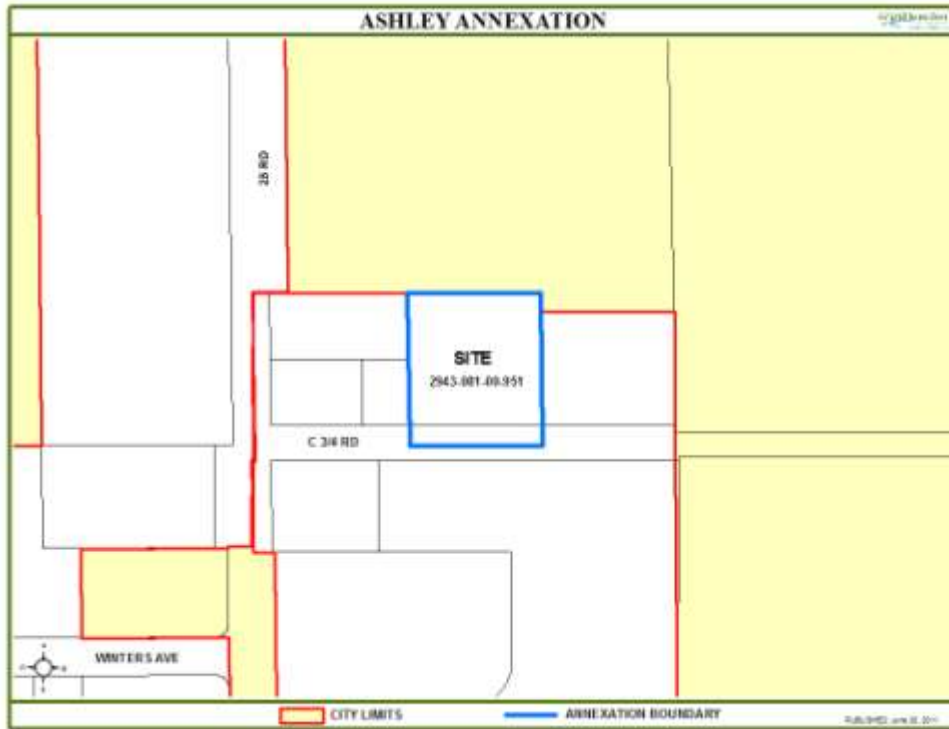 ASHLEY ANNEXATION
28 RD
SITE
2943-081-00-951
C 3/4 RD
WINTERS AVE
CITY LIMITS
ANNEXATION BOUNDARY